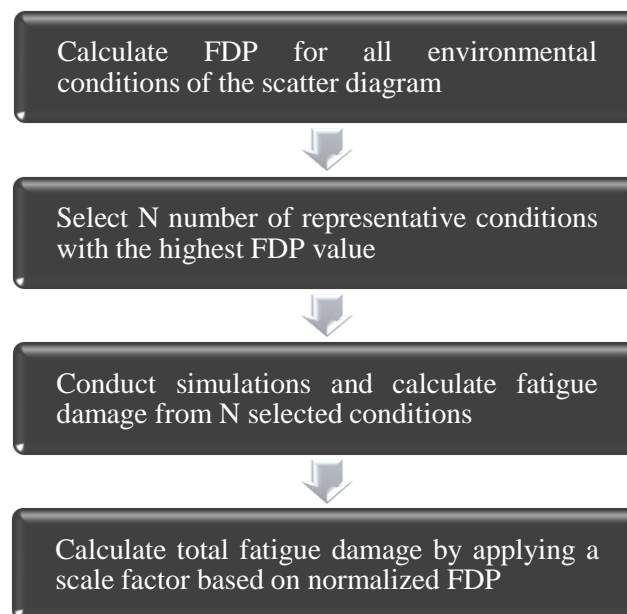 Calculate FDP for all environmental
conditions of the scatter diagram
Select N number of representative conditions
with the highest FDP value
Conduct simulations and calculate fatigue
damage from N selected conditions
Calculate total fatigue damage by applying a
scale factor based on normalized FDP